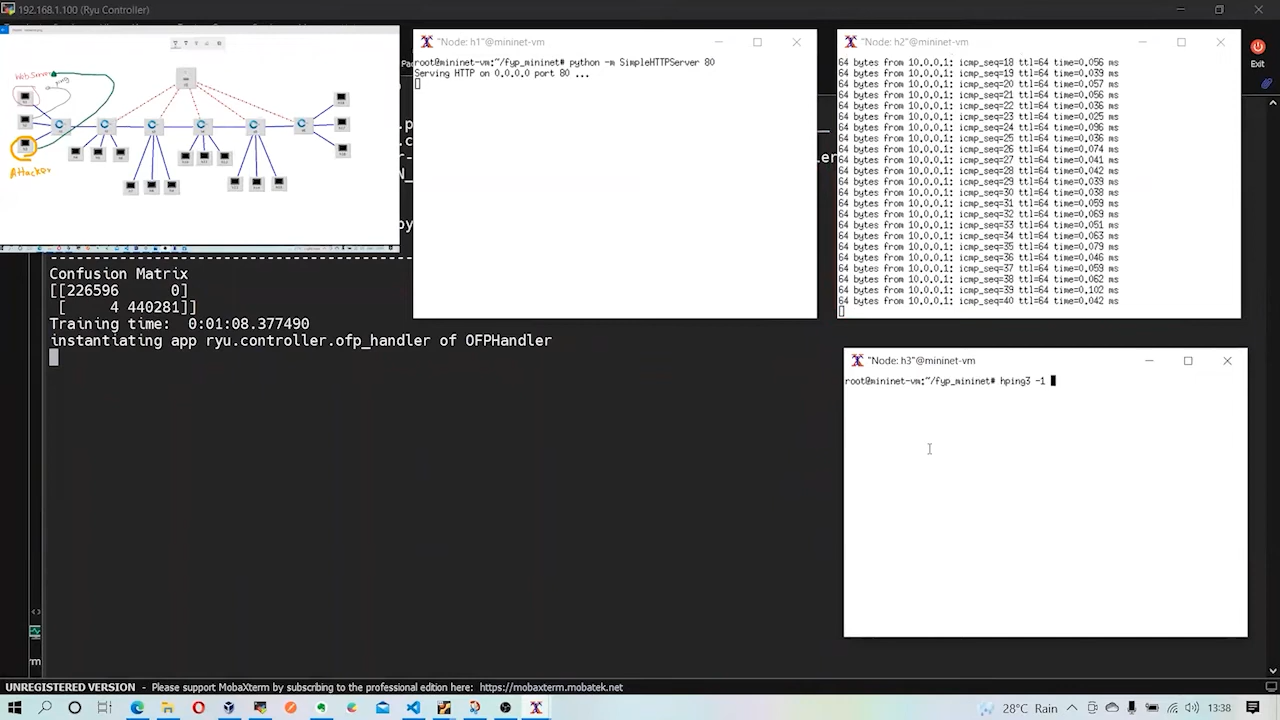 192.168.1.100 (Ryu Controller)
Web Server
Ping
Attacker
Confusion Matrix
[[226596      0]
 [     4 440281]]
Training time:  0:01:08.377490
instantiating app ryu.controller.ofp_handler of OFPHandler
"Node: h1"@mininet-vm
root@mininet-vm:~/fyp_mininet# python -m SimpleHTTPServer 80
Serving HTTP on 0.0.0.0 port 80 ...
"Node: h2"@mininet-vm
64 bytes from 10.0.0.1: icmp_seq=18 ttl=64 time=0.056 ms
64 bytes from 10.0.0.1: icmp_seq=19 ttl=64 time=0.039 ms
64 bytes from 10.0.0.1: icmp_seq=20 ttl=64 time=0.057 ms
64 bytes from 10.0.0.1: icmp_seq=21 ttl=64 time=0.056 ms
64 bytes from 10.0.0.1: icmp_seq=22 ttl=64 time=0.036 ms
64 bytes from 10.0.0.1: icmp_seq=23 ttl=64 time=0.025 ms
64 bytes from 10.0.0.1: icmp_seq=24 ttl=64 time=0.096 ms
64 bytes from 10.0.0.1: icmp_seq=25 ttl=64 time=0.036 ms
64 bytes from 10.0.0.1: icmp_seq=26 ttl=64 time=0.074 ms
64 bytes from 10.0.0.1: icmp_seq=27 ttl=64 time=0.041 ms
64 bytes from 10.0.0.1: icmp_seq=28 ttl=64 time=0.042 ms
64 bytes from 10.0.0.1: icmp_seq=29 ttl=64 time=0.039 ms
64 bytes from 10.0.0.1: icmp_seq=30 ttl=64 time=0.038 ms
64 bytes from 10.0.0.1: icmp_seq=31 ttl=64 time=0.059 ms
64 bytes from 10.0.0.1: icmp_seq=32 ttl=64 time=0.069 ms
64 bytes from 10.0.0.1: icmp_seq=33 ttl=64 time=0.051 ms
64 bytes from 10.0.0.1: icmp_seq=34 ttl=64 time=0.063 ms
64 bytes from 10.0.0.1: icmp_seq=35 ttl=64 time=0.079 ms
64 bytes from 10.0.0.1: icmp_seq=36 ttl=64 time=0.046 ms
64 bytes from 10.0.0.1: icmp_seq=37 ttl=64 time=0.059 ms
64 bytes from 10.0.0.1: icmp_seq=38 ttl=64 time=0.062 ms
64 bytes from 10.0.0.1: icmp_seq=39 ttl=64 time=0.102 ms
64 bytes from 10.0.0.1: icmp_seq=40 ttl=64 time=0.042 ms
"Node: h3"@mininet-vm
root@mininet-vm:~/fyp_mininet# hping3 -1
Exit
UNREGISTERED VERSION - Please support MobaXterm by subscribing to the professional edition here: https://mobaxterm.mobatek.net
28°C Rain
13:38